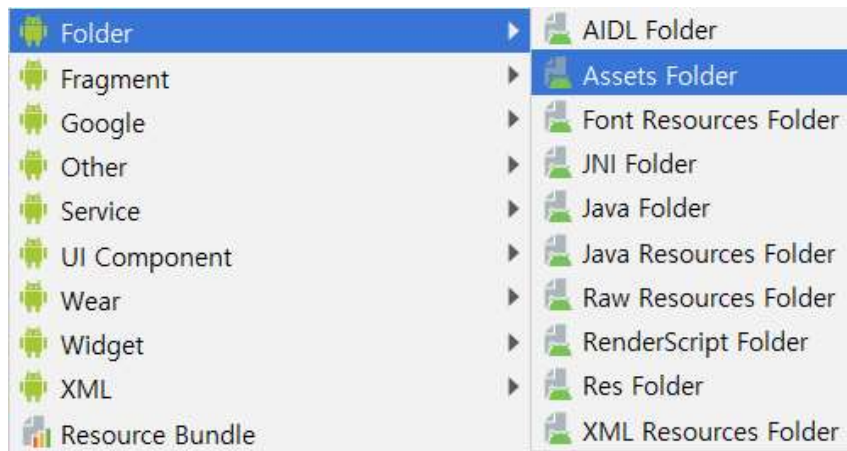 Folder
Fragment
Google
Other
Service
UI Component
Wear
Widget
XML
Resource Bundle
AIDL Folder
Assets Folder
Font Resources Folder
JNI Folder
Java Folder
Java Resources Folder
Raw Resources Folder
RenderScript Folder
Res Folder
XML Resources Folder